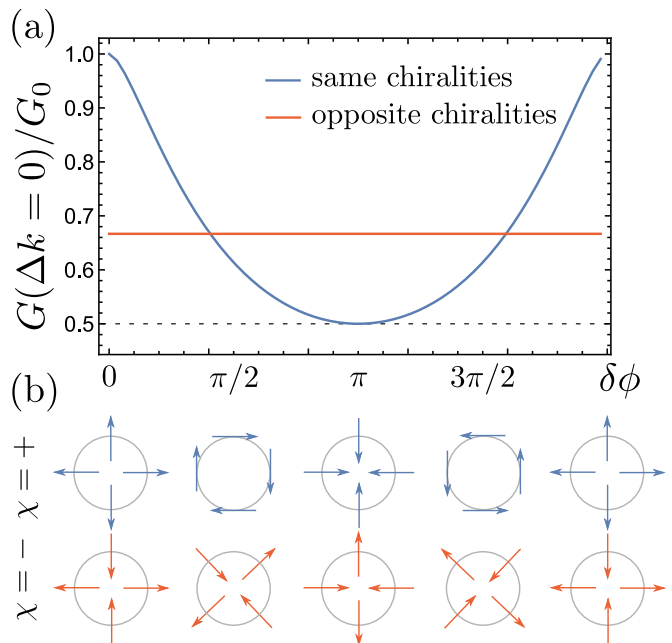 (a)
G(Δk = 0)/G₀
1.0
0.9
0.8
0.7
0.6
0.5
same chiralities
opposite chiralities
0 π/2 π 3π/2 δϕ
(b)
χ = +
χ = −